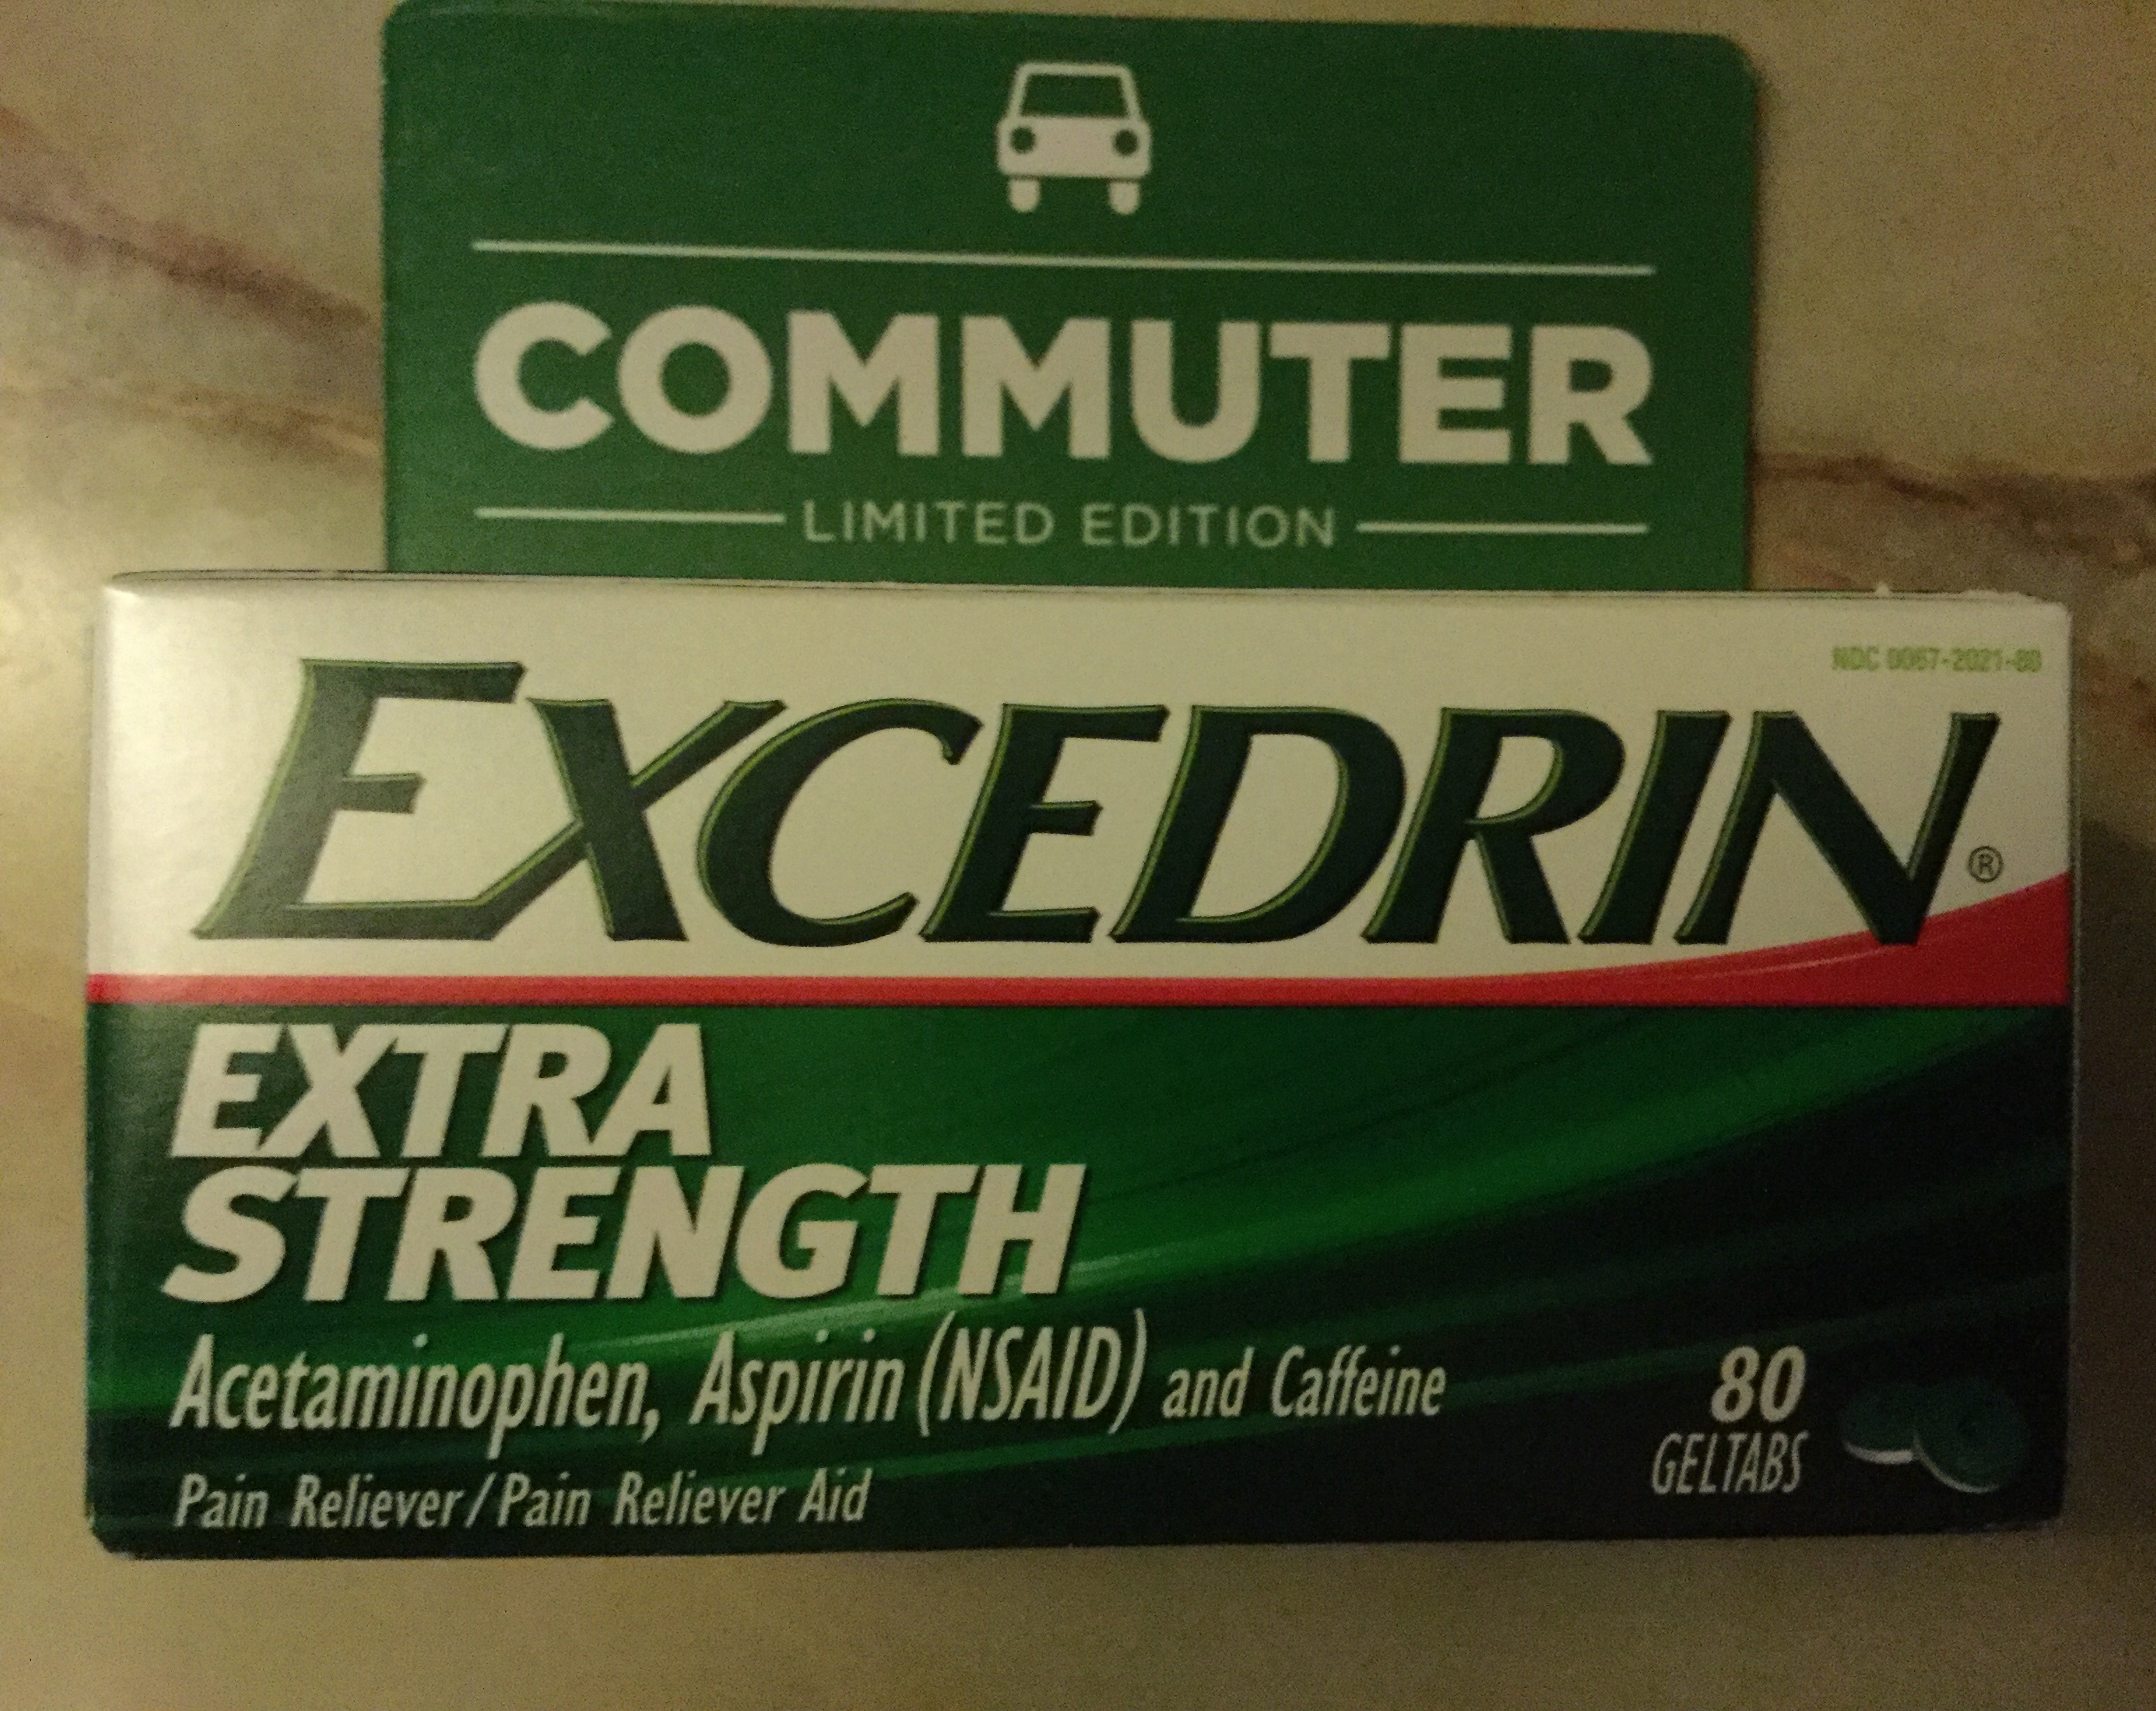 COMMUTER
LIMITED EDITION
NDC 0067-2021-80
EXCEDRIN®
EXTRA
STRENGTH
Acetaminophen, Aspirin (NSAID) and Caffeine
Pain Reliever/Pain Reliever Aid
80
GELTABS